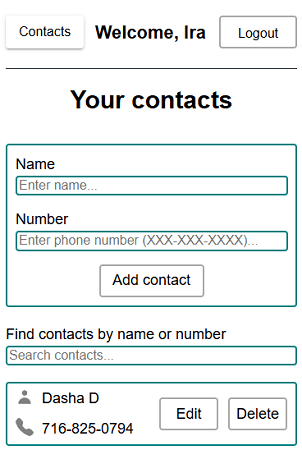 Contacts
Welcome, Ira
Logout
Your contacts
Name
Enter name...
Number
Enter phone number (XXX-XXX-XXXX)...
Add contact
Find contacts by name or number
Search contacts...
Dasha D
716-825-0794
Edit
Delete